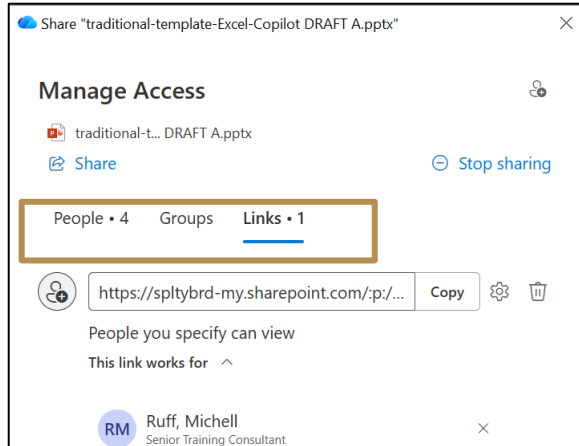 Share "traditional-template-Excel-Copilot DRAFT A.pptx"
Manage Access
traditional-t... DRAFT A.pptx
Share
Stop sharing
People • 4 Groups Links • 1
https://spltybrd-my.sharepoint.com/:p:/... Copy
People you specify can view
This link works for
RM Ruff, Michell
Senior Training Consultant